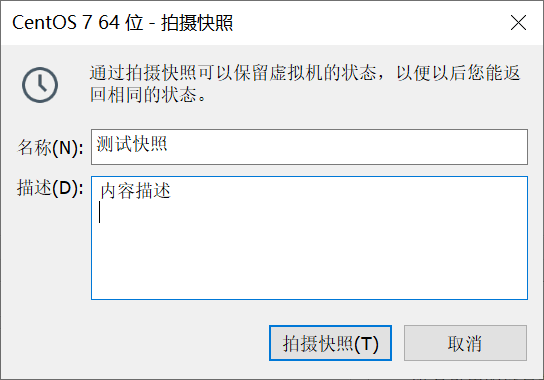 CentOS 7 64 位 - 拍摄快照
通过拍摄快照可以保留虚拟机的状态，以便以后您能返
回相同的状态。
名称(N): 测试快照
描述(D): 内容描述
拍摄快照(T) 取消